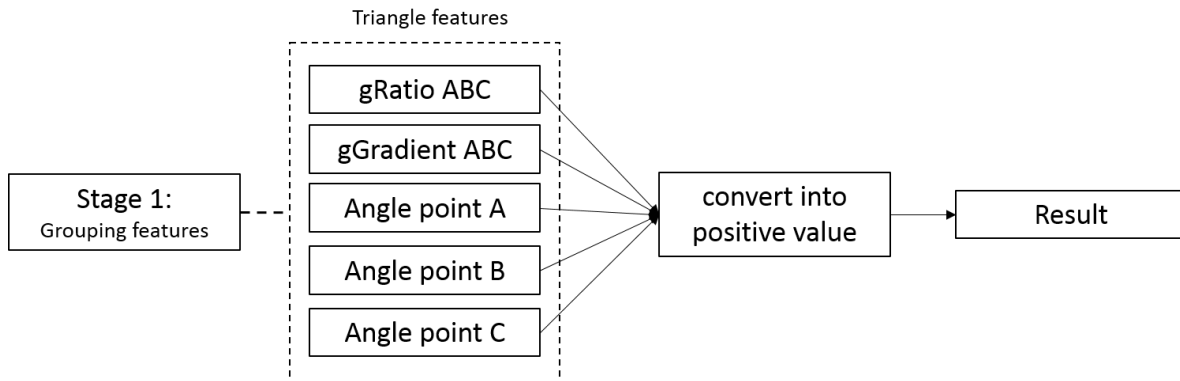 Triangle features
gRatio ABC
gGradient ABC
Stage 1:
Grouping features
Angle point A
Angle point B
Angle point C
convert into
positive value
Result